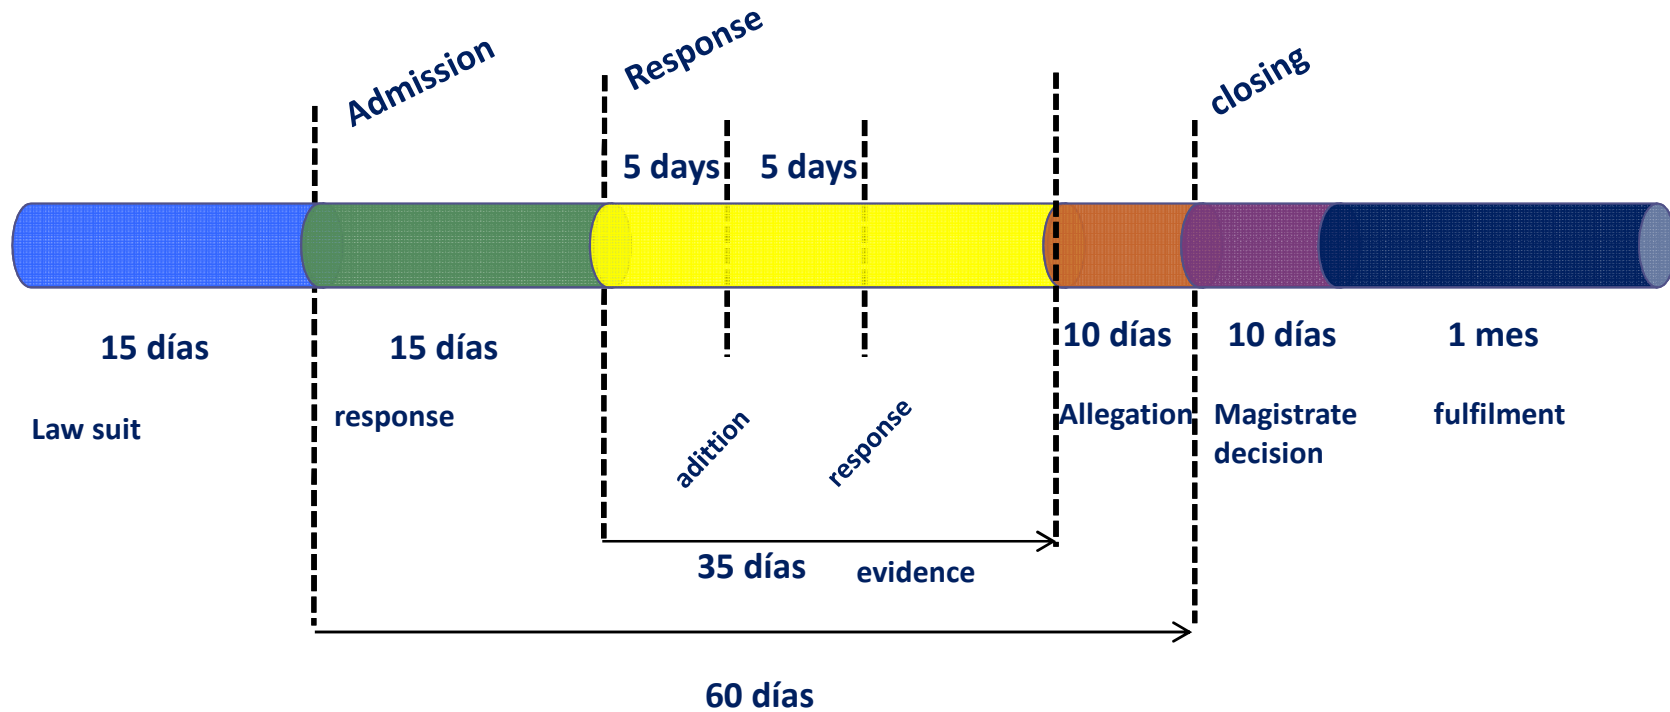 Admission
Response
closing
5 days
5 days
15 días
15 días
10 días
10 días
1 mes
Law suit
response
adittion
response
Allegation
Magistrate
decision
fulfilment
35 días
evidence
60 días